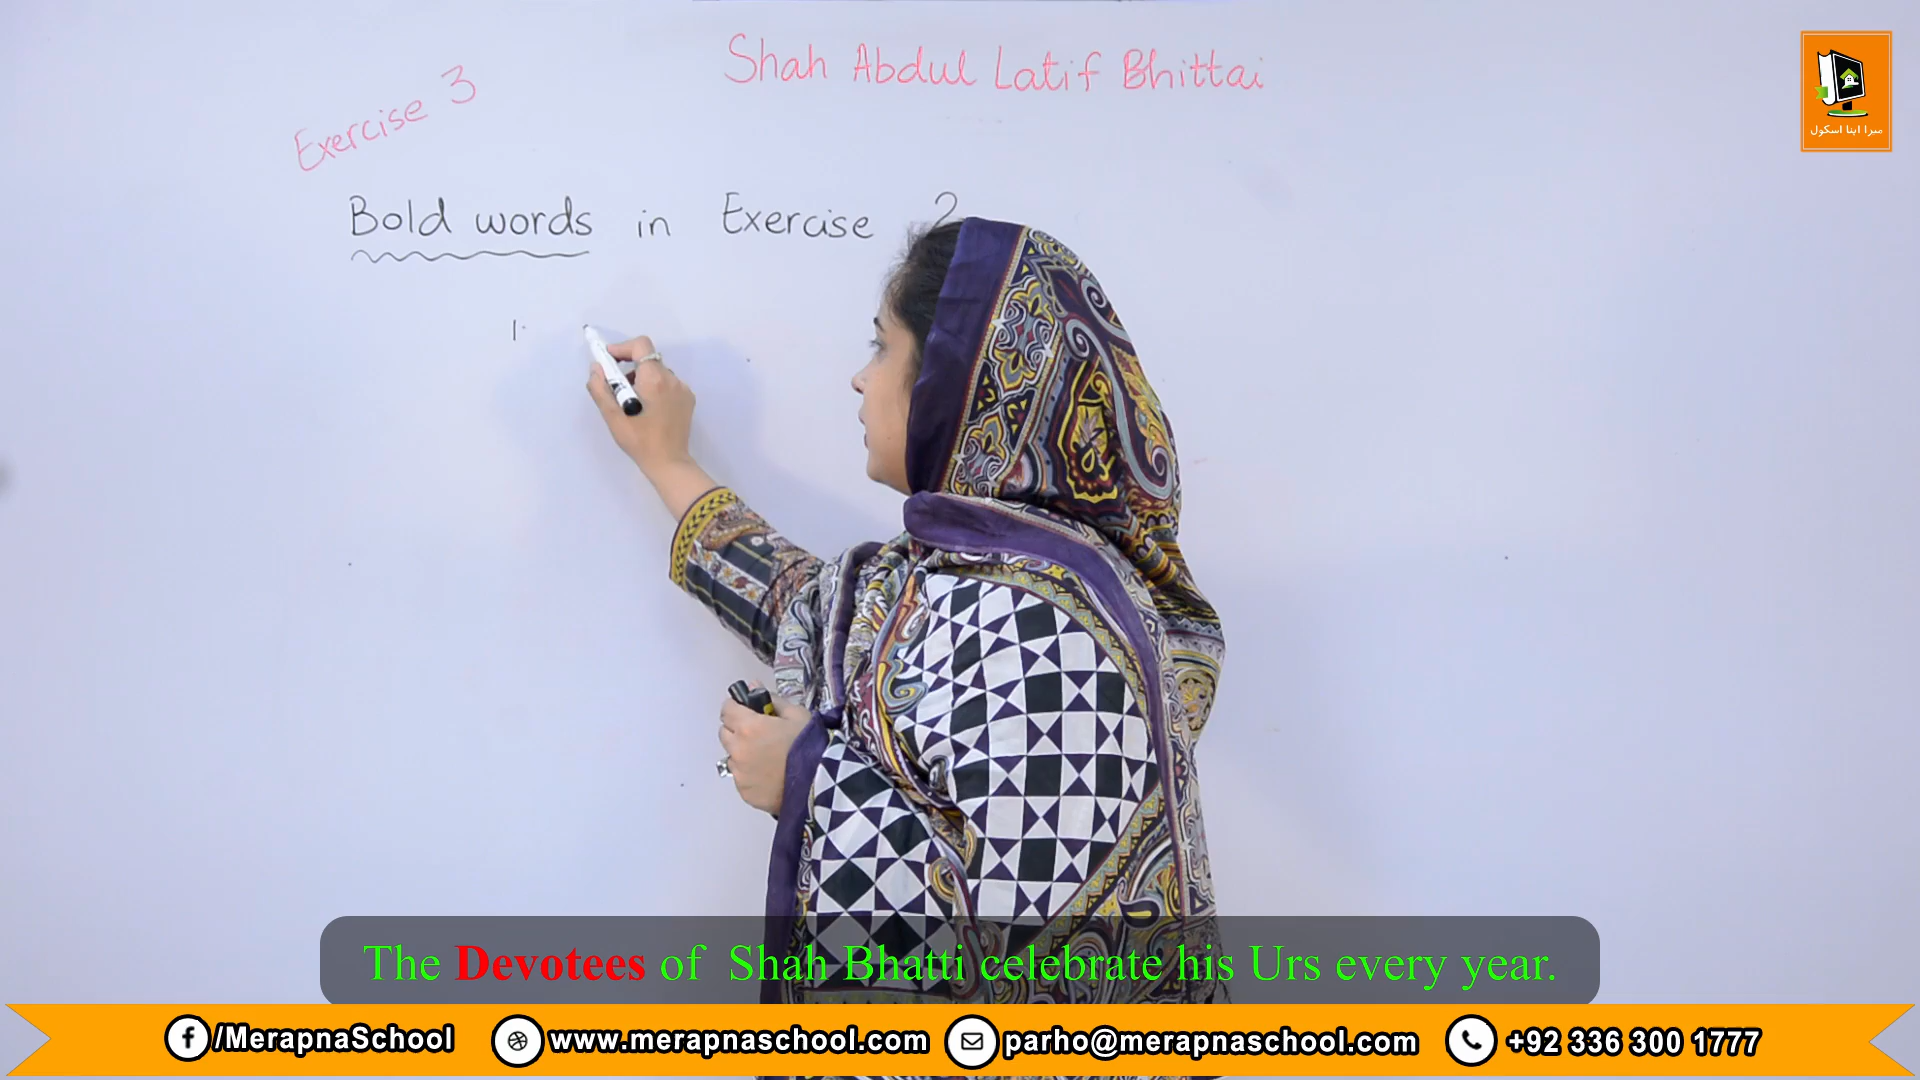 Shah Abdul Latif Bhittai
Exercise 3
میرا اپنا اسکول
Bold words in Exercise 2
1.
The Devotees of Shah Bhatti celebrate his Urs every year.
/MerapnaSchool www.merapnaschool.com parho@merapnaschool.com +92 336 300 1777